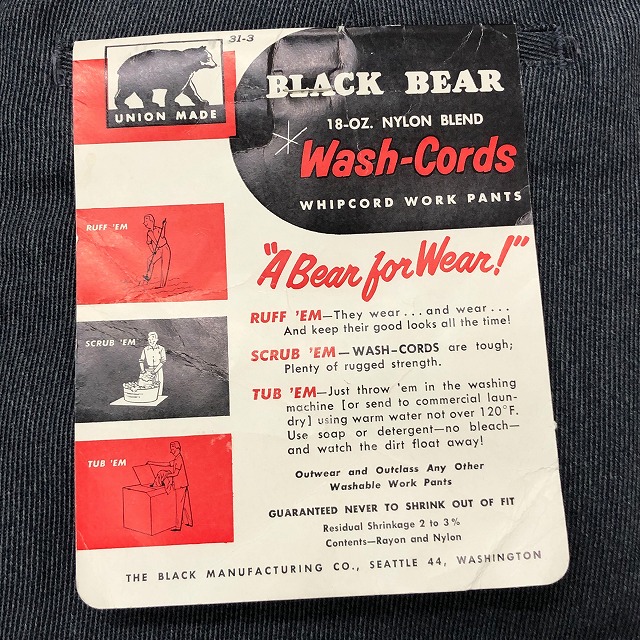 31-3
UNION MADE
BLACK BEAR
18-OZ. NYLON BLEND
Wash-Cords
WHIPCORD WORK PANTS
"A Bear for Wear!"
RUFF 'EM
RUFF 'EM—They wear...and wear...
And keep their good looks all the time!
SCRUB 'EM
SCRUB 'EM—WASH-CORDS are tough;
Plenty of rugged strength.
TUB 'EM—Just throw 'em in the washing
machine [or send to commercial laun-
dry] using warm water not over 120°F.
Use soap or detergent—no bleach—
and watch the dirt float away!
TUB 'EM
Outwear and Outclass Any Other
Washable Work Pants
GUARANTEED NEVER TO SHRINK OUT OF FIT
Residual Shrinkage 2 to 3%
Contents—Rayon and Nylon
THE BLACK MANUFACTURING CO., SEATTLE 44, WASHINGTON